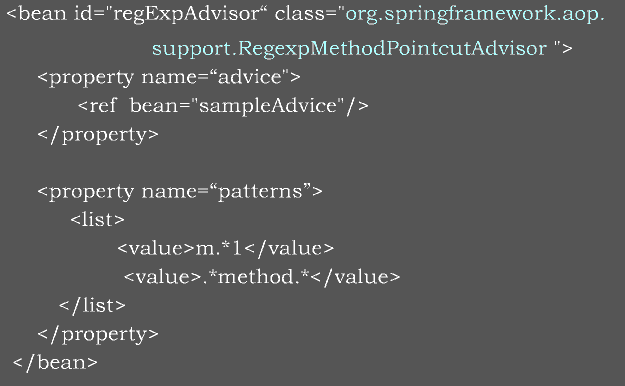 <bean id="regExpAdvisor“ class="org.springframework.aop.
support.RegexpMethodPointcutAdvisor ">
<property name=“advice">
<ref  bean="sampleAdvice"/>
</property>
<property name=“patterns”>
<list>
<value>m.*1</value>
<value>.*method.*</value>
</list>
</property>
</bean>